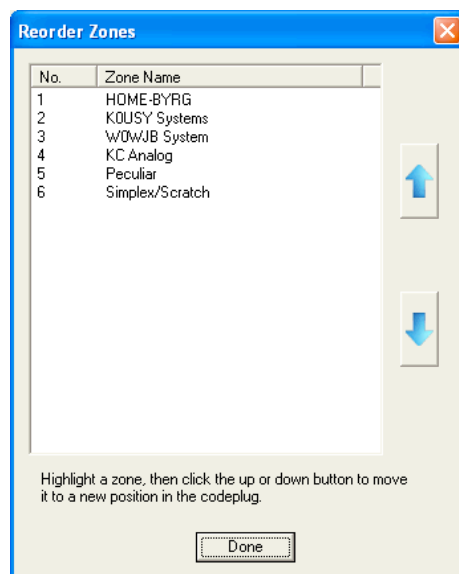 Reorder Zones
No. Zone Name
1 HOME-BYRG
2 K0USY Systems
3 W0WJB System
4 KC Analog
5 Peculiar
6 Simplex/Scratch
Highlight a zone, then click the up or down button to move
it to a new position in the codeplug.
Done